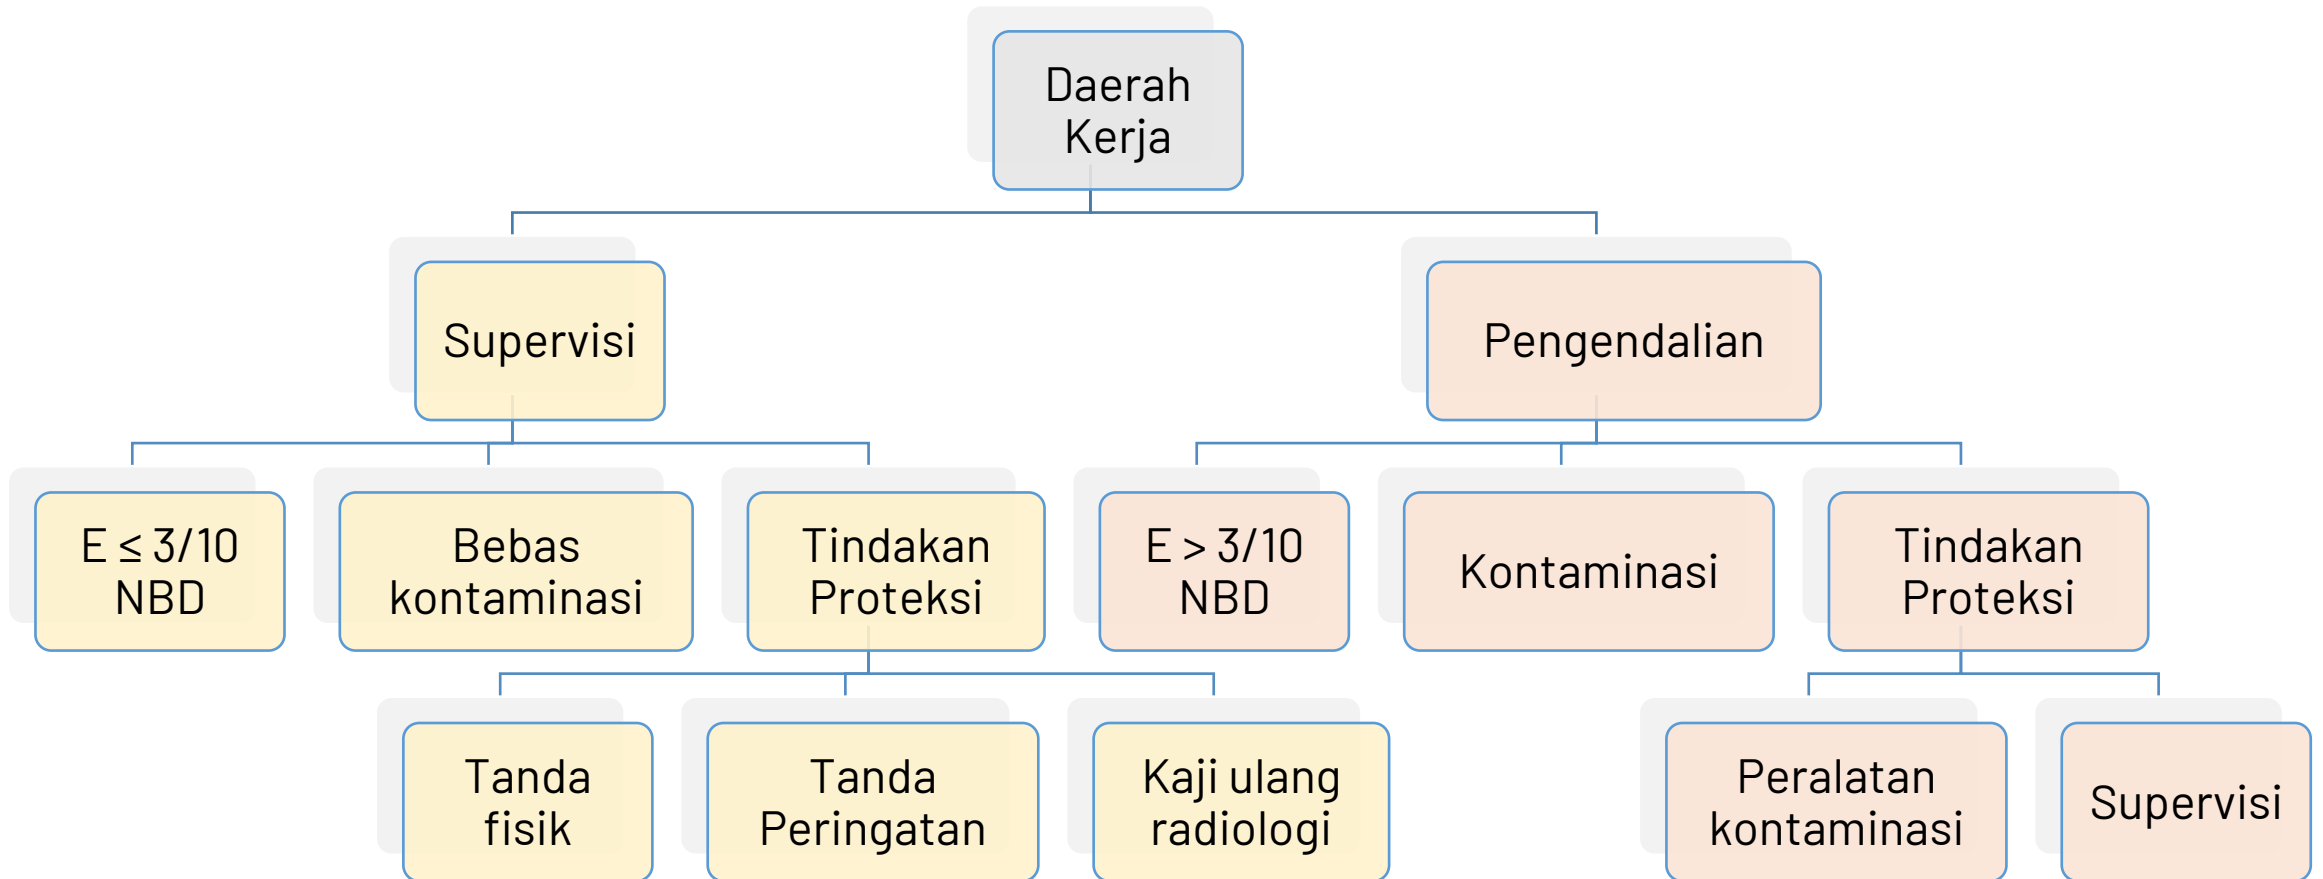 Daerah
Kerja
Supervisi
Pengendalian
E ≤ 3/10
NBD
Bebas
kontaminasi
Tindakan
Proteksi
E > 3/10
NBD
Kontaminasi
Tindakan
Proteksi
Tanda
fisik
Tanda
Peringatan
Kaji ulang
radiologi
Peralatan
kontaminasi
Supervisi